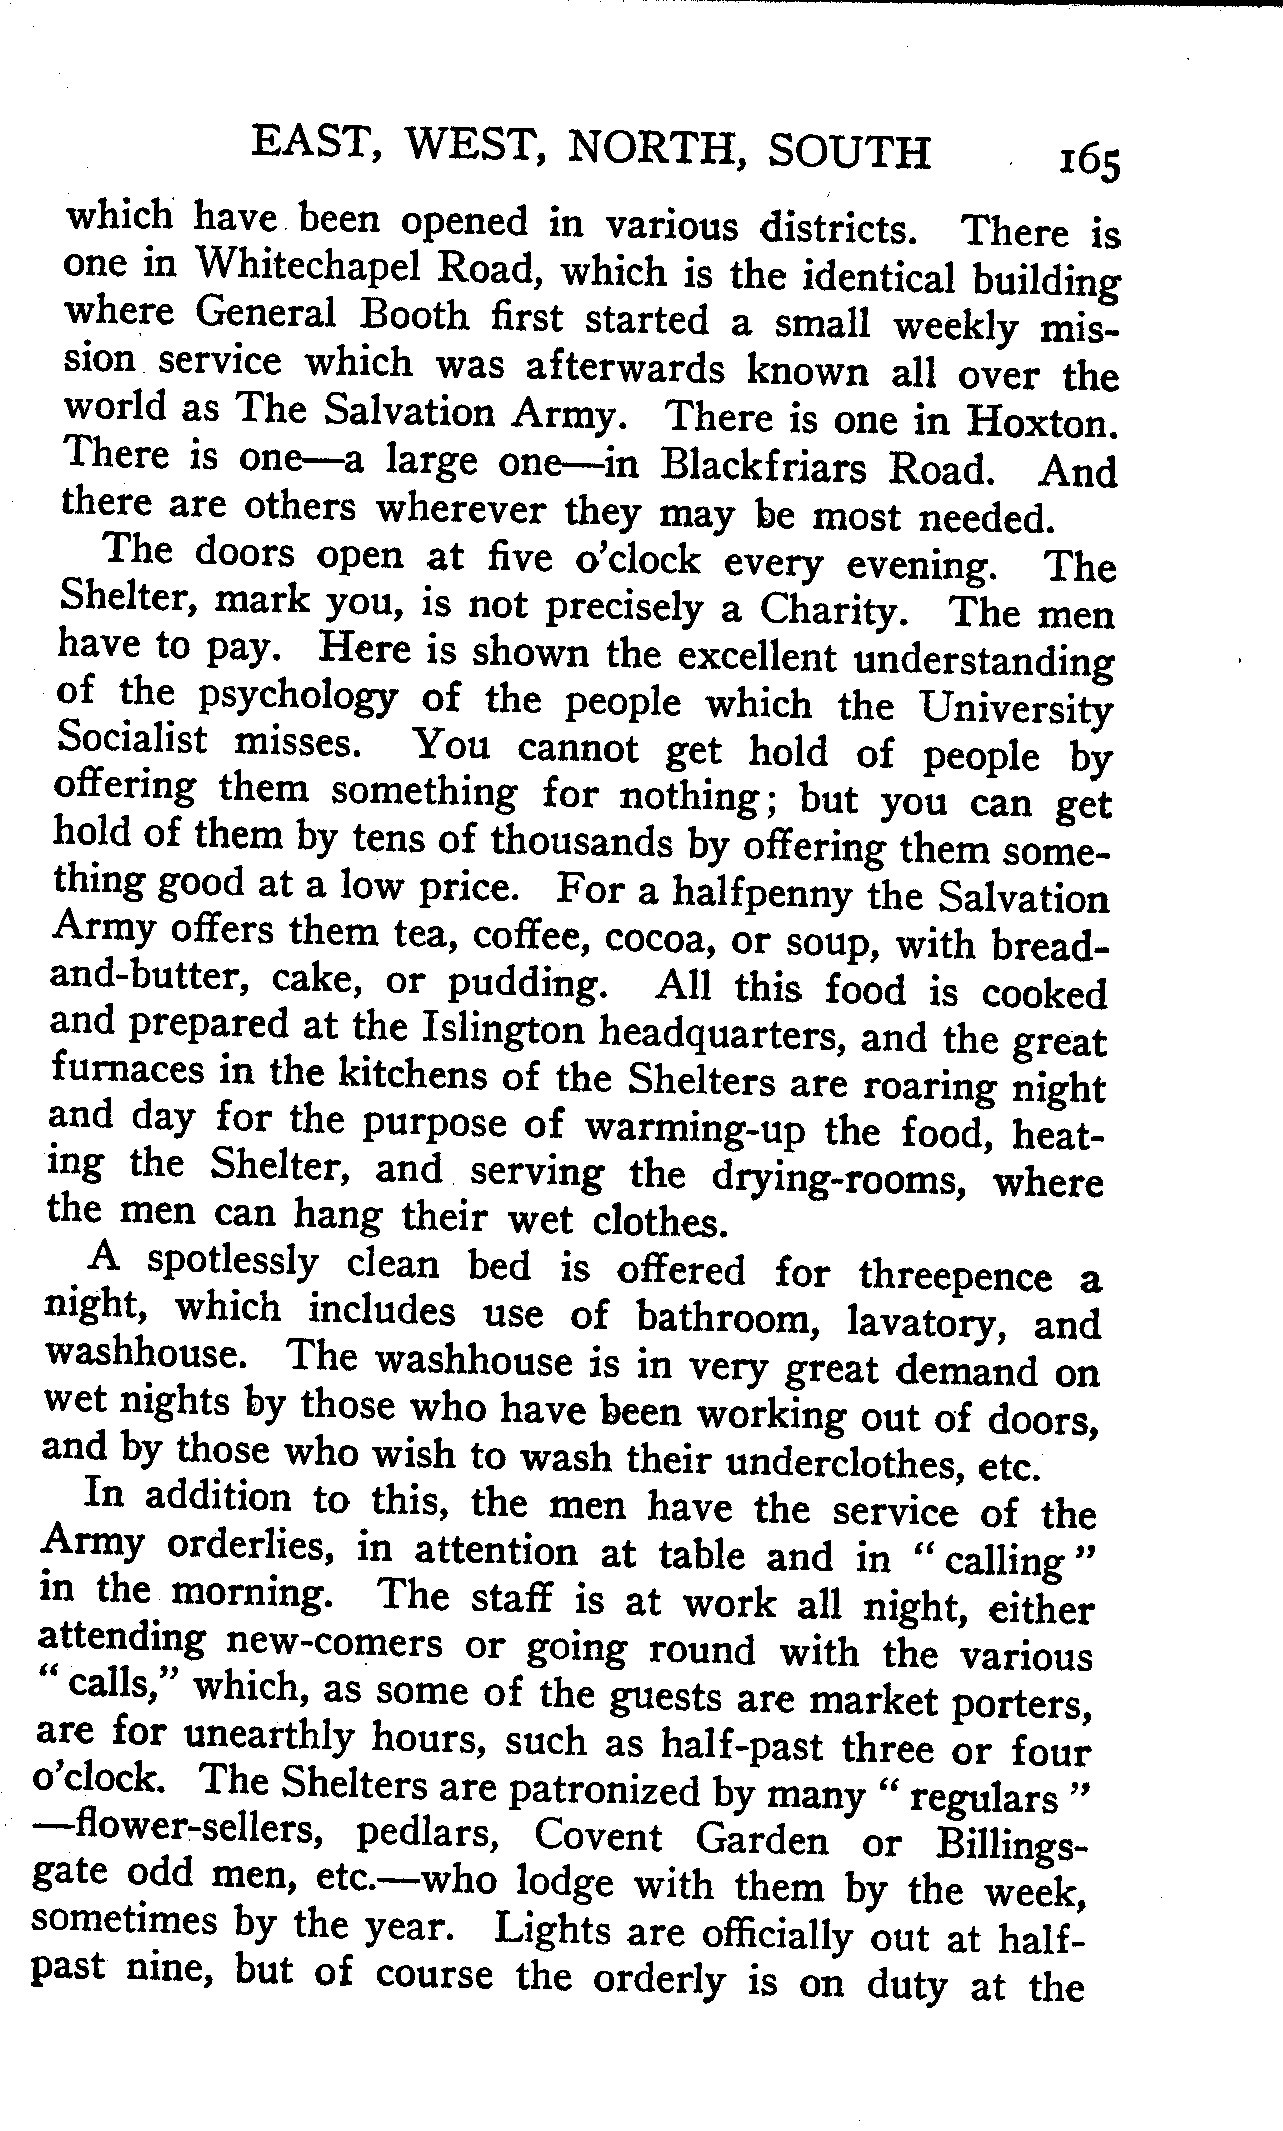 EAST, WEST, NORTH, SOUTH 165
which have been opened in various districts. There is
one in Whitechapel Road, which is the identical building
where General Booth first started a small weekly mis-
sion service which was afterwards known all over the
world as The Salvation Army. There is one in Hoxton.
There is one—a large one—in Blackfriars Road. And
there are others wherever they may be most needed.
The doors open at five o'clock every evening. The
Shelter, mark you, is not precisely a Charity. The men
have to pay. Here is shown the excellent understanding
of the psychology of the people which the University
Socialist misses. You cannot get hold of people by
offering them something for nothing; but you can get
hold of them by tens of thousands by offering them some-
thing good at a low price. For a halfpenny the Salvation
Army offers them tea, coffee, cocoa, or soup, with bread-
and-butter, cake, or pudding. All this food is cooked
and prepared at the Islington headquarters, and the great
furnaces in the kitchens of the Shelters are roaring night
and day for the purpose of warming-up the food, heat-
ing the Shelter, and serving the drying-rooms, where
the men can hang their wet clothes.
A spotlessly clean bed is offered for threepence a
night, which includes use of bathroom, lavatory, and
washhouse. The washhouse is in very great demand on
wet nights by those who have been working out of doors,
and by those who wish to wash their underclothes, etc.
In addition to this, the men have the service of the
Army orderlies, in attention at table and in " calling "
in the morning. The staff is at work all night, either
attending new-comers or going round with the various
" calls," which, as some of the guests are market porters,
are for unearthly hours, such as half-past three or four
o'clock. The Shelters are patronized by many " regulars "
—flower-sellers, pedlars, Covent Garden or Billings-
gate odd men, etc.—who lodge with them by the week,
sometimes by the year. Lights are officially out at half-
past nine, but of course the orderly is on duty at the